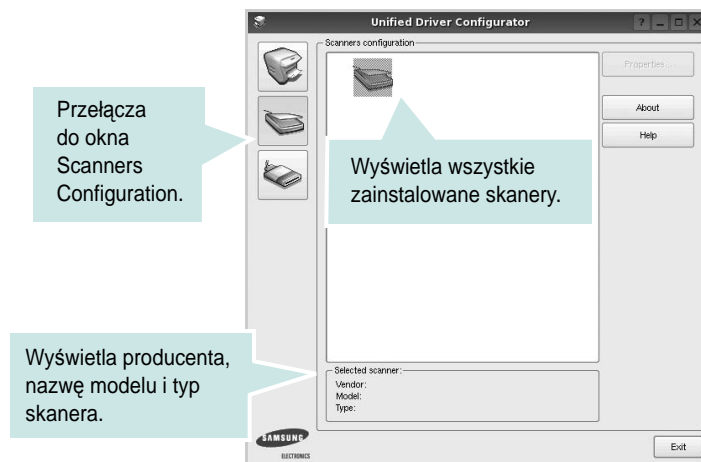 Unified Driver Configurator
Scanners configuration
Properties...
About
Help
Przełącza
do okna
Scanners
Configuration.
Wyświetla wszystkie
zainstalowane skanery.
Wyświetla producenta,
nazwę modelu i typ
skanera.
Selected scanner:
Vendor:
Model:
Type:
SAMSUNG
ELECTRONICS
Exit